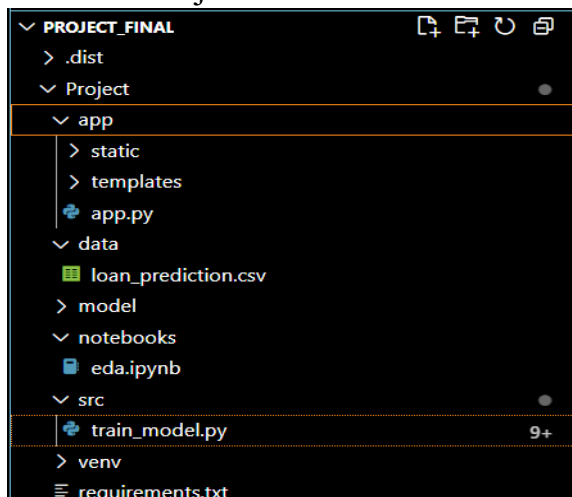 PROJECT_FINAL
.dist
Project
app
static
templates
app.py
data
loan_prediction.csv
model
notebooks
eda.ipynb
src
train_model.py 9+
venv
requirements.txt